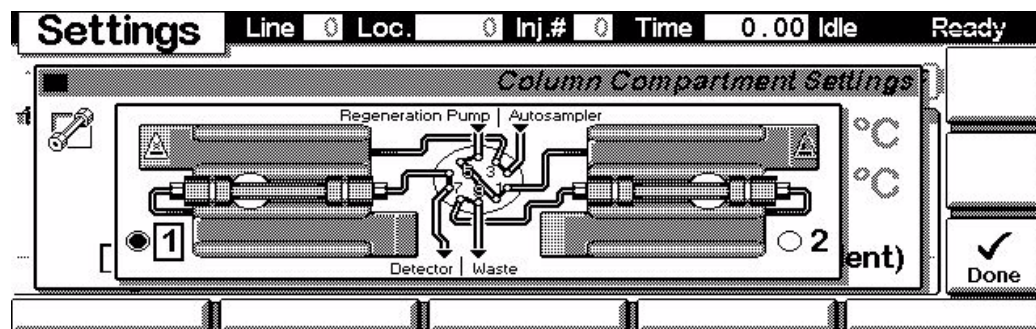 Settings Line 0 Loc. 0 Inj.# 0 Time 0.00 Idle Ready
Column Compartment Settings
Regeneration Pump | Autosampler
°C
°C
1
2
Detector | Waste
ent)
Done